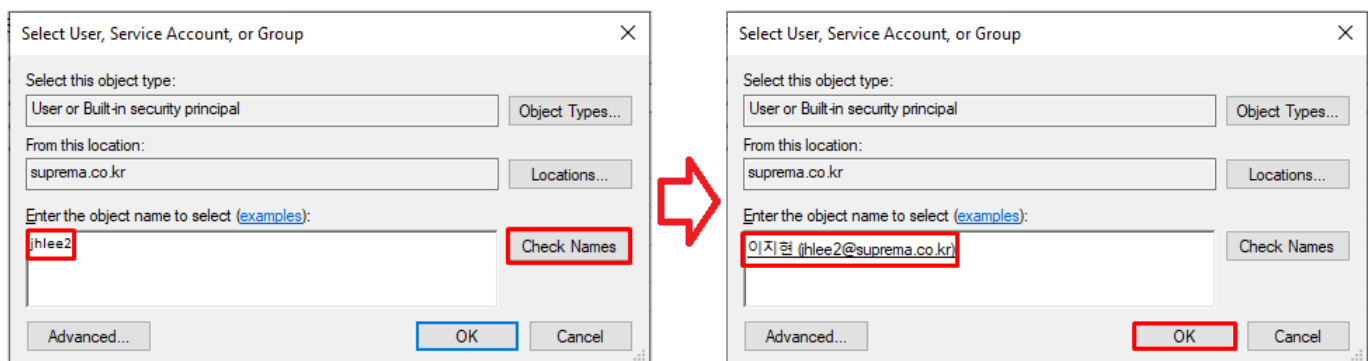 Select User, Service Account, or Group
Select this object type:
User or Built-in security principal
Object Types...
From this location:
suprema.co.kr
Locations...
Enter the object name to select (examples):
jhlee2
Check Names
Advanced...
OK
Cancel
Select User, Service Account, or Group
Select this object type:
User or Built-in security principal
Object Types...
From this location:
suprema.co.kr
Locations...
Enter the object name to select (examples):
이지현 (jhlee2@suprema.co.kr)
Check Names
Advanced...
OK
Cancel